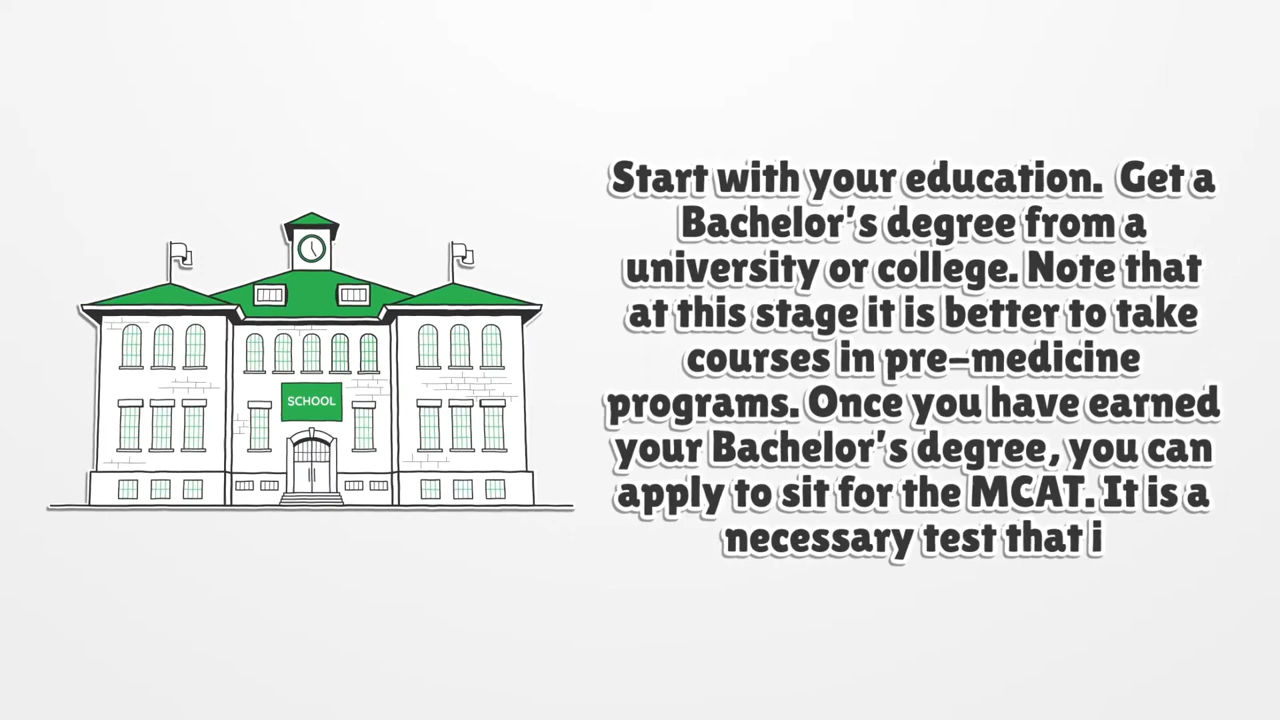 SCHOOL
Start with your education. Get a
Bachelor's degree from a
university or college. Note that
at this stage it is better to take
courses in pre-medicine
programs. Once you have earned
your Bachelor's degree, you can
apply to sit for the MCAT. It is a
necessary test that i